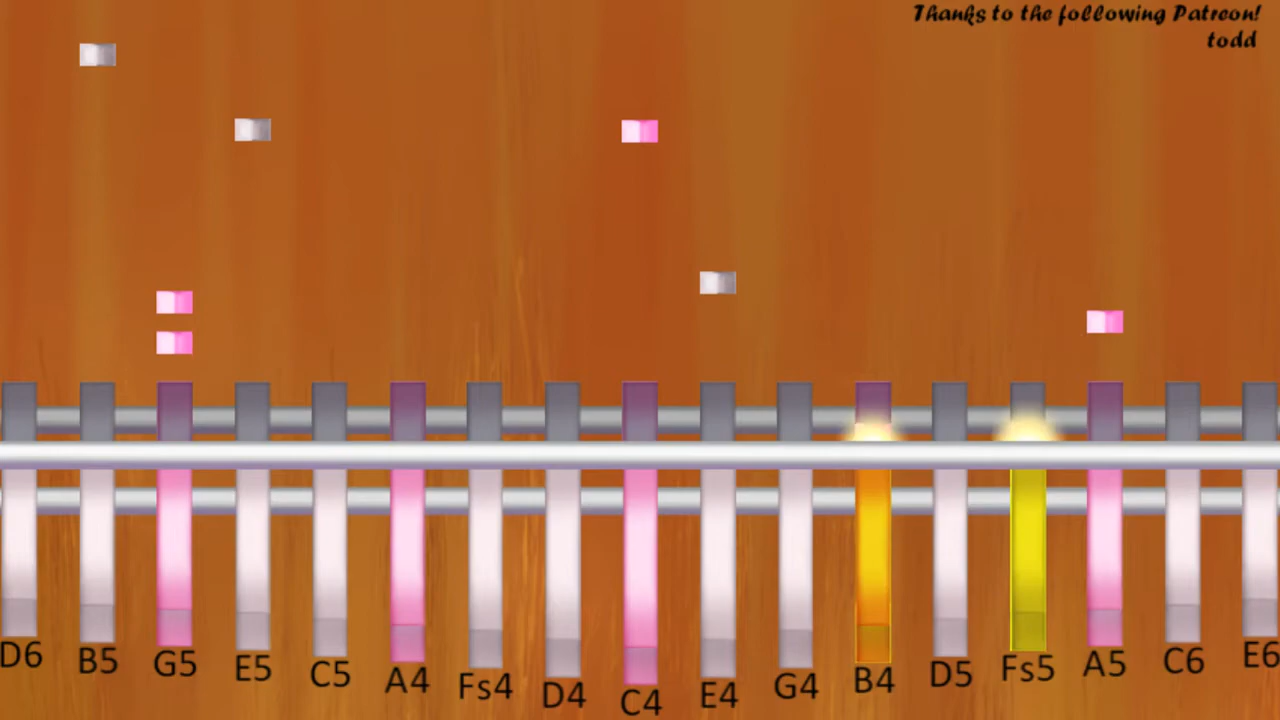 Thanks to the following Patreon!
todd
D6 B5 G5 E5 C5 A4 Fs4 D4 C4 E4 G4 B4 D5 Fs5 A5 C6 E6